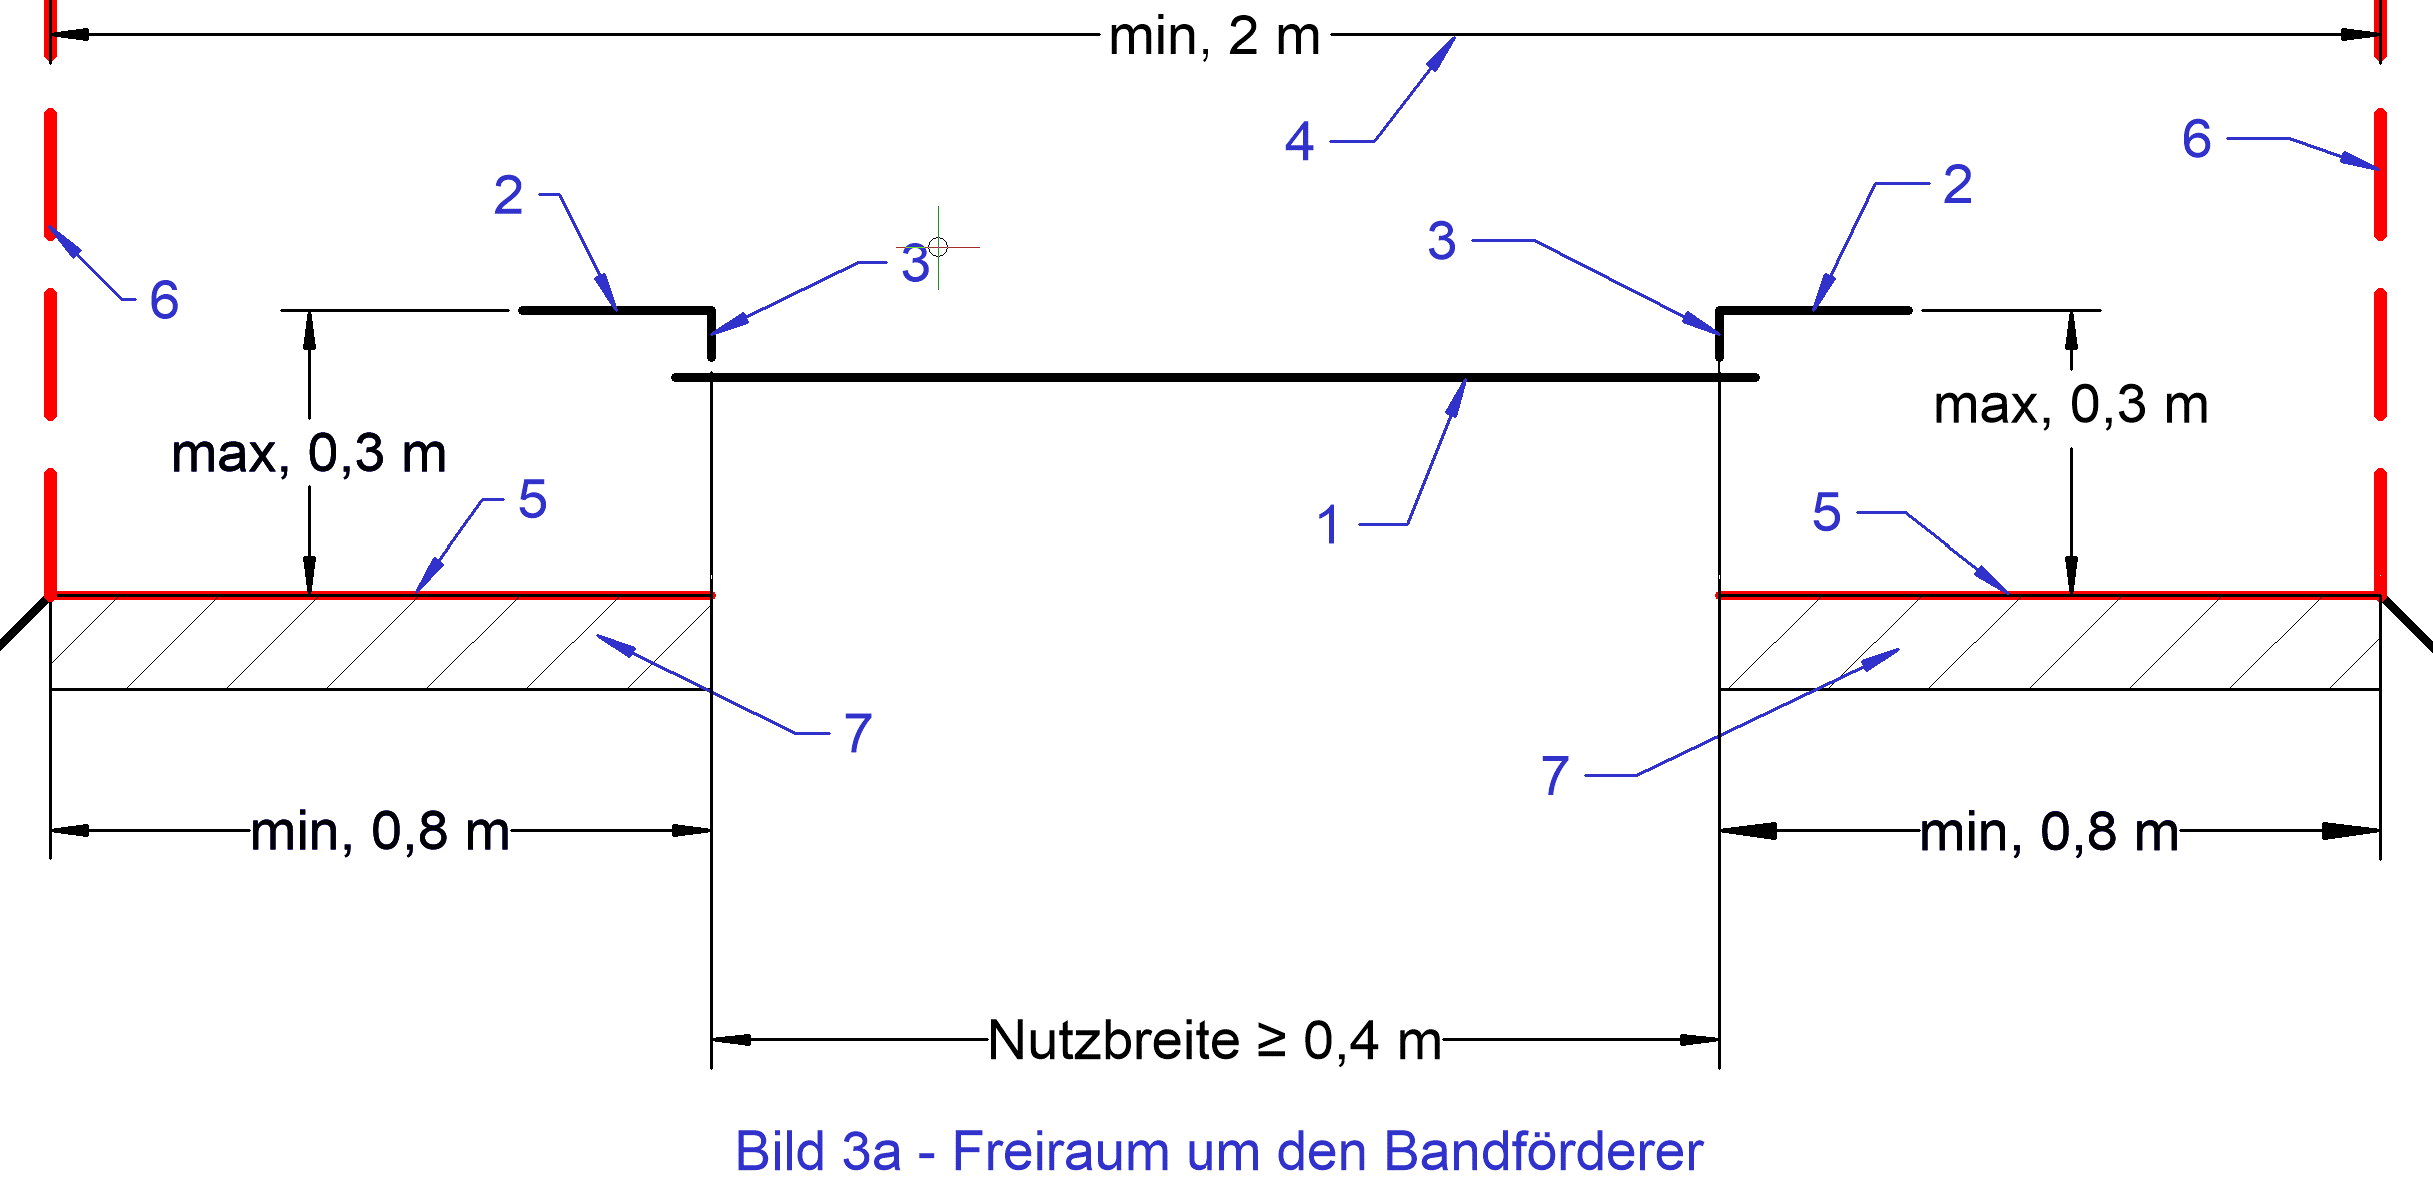 min, 2 m
4
6
2
2
3
3
6
max, 0,3 m
max, 0,3 m
5
5
1
7
7
min, 0,8 m
min, 0,8 m
Nutzbreite ≥ 0,4 m
Bild 3a - Freiraum um den Bandförderer